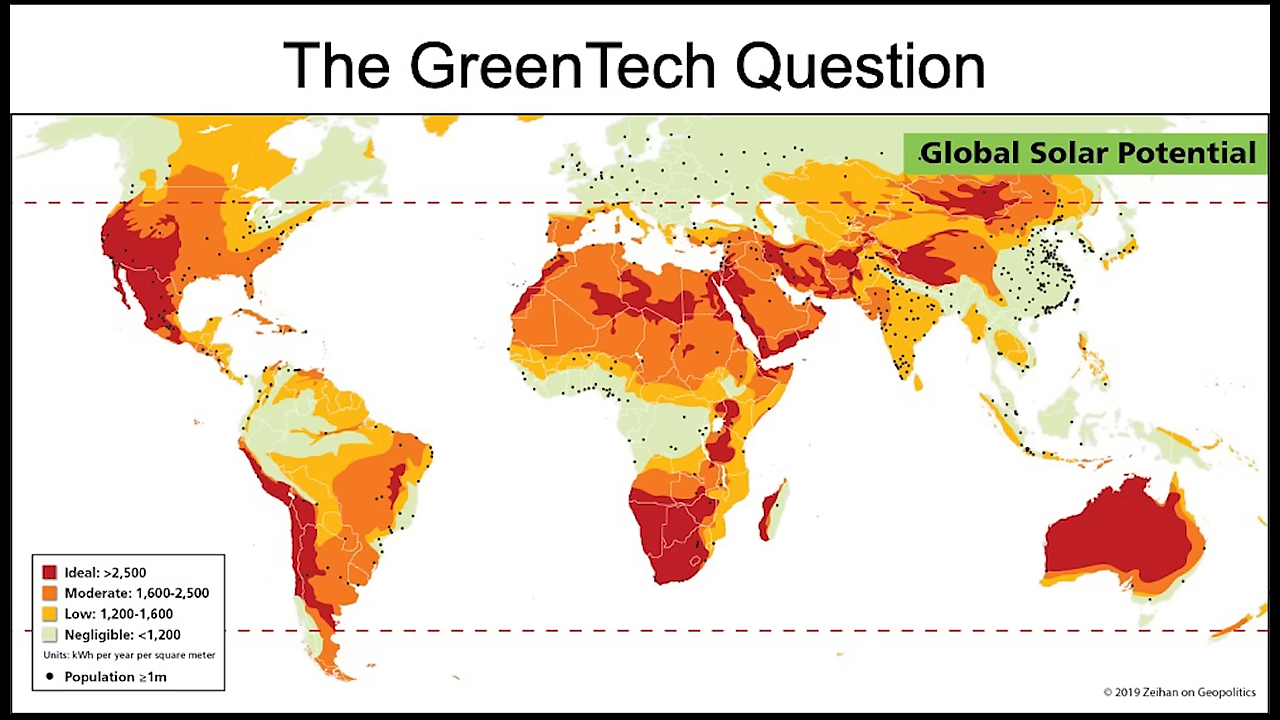 The GreenTech Question
Global Solar Potential
Ideal: >2,500
Moderate: 1,600-2,500
Low: 1,200-1,600
Negligible: <1,200
Units: kWh per year per square meter
Population ≥1m
© 2019 Zeihan on Geopolitics